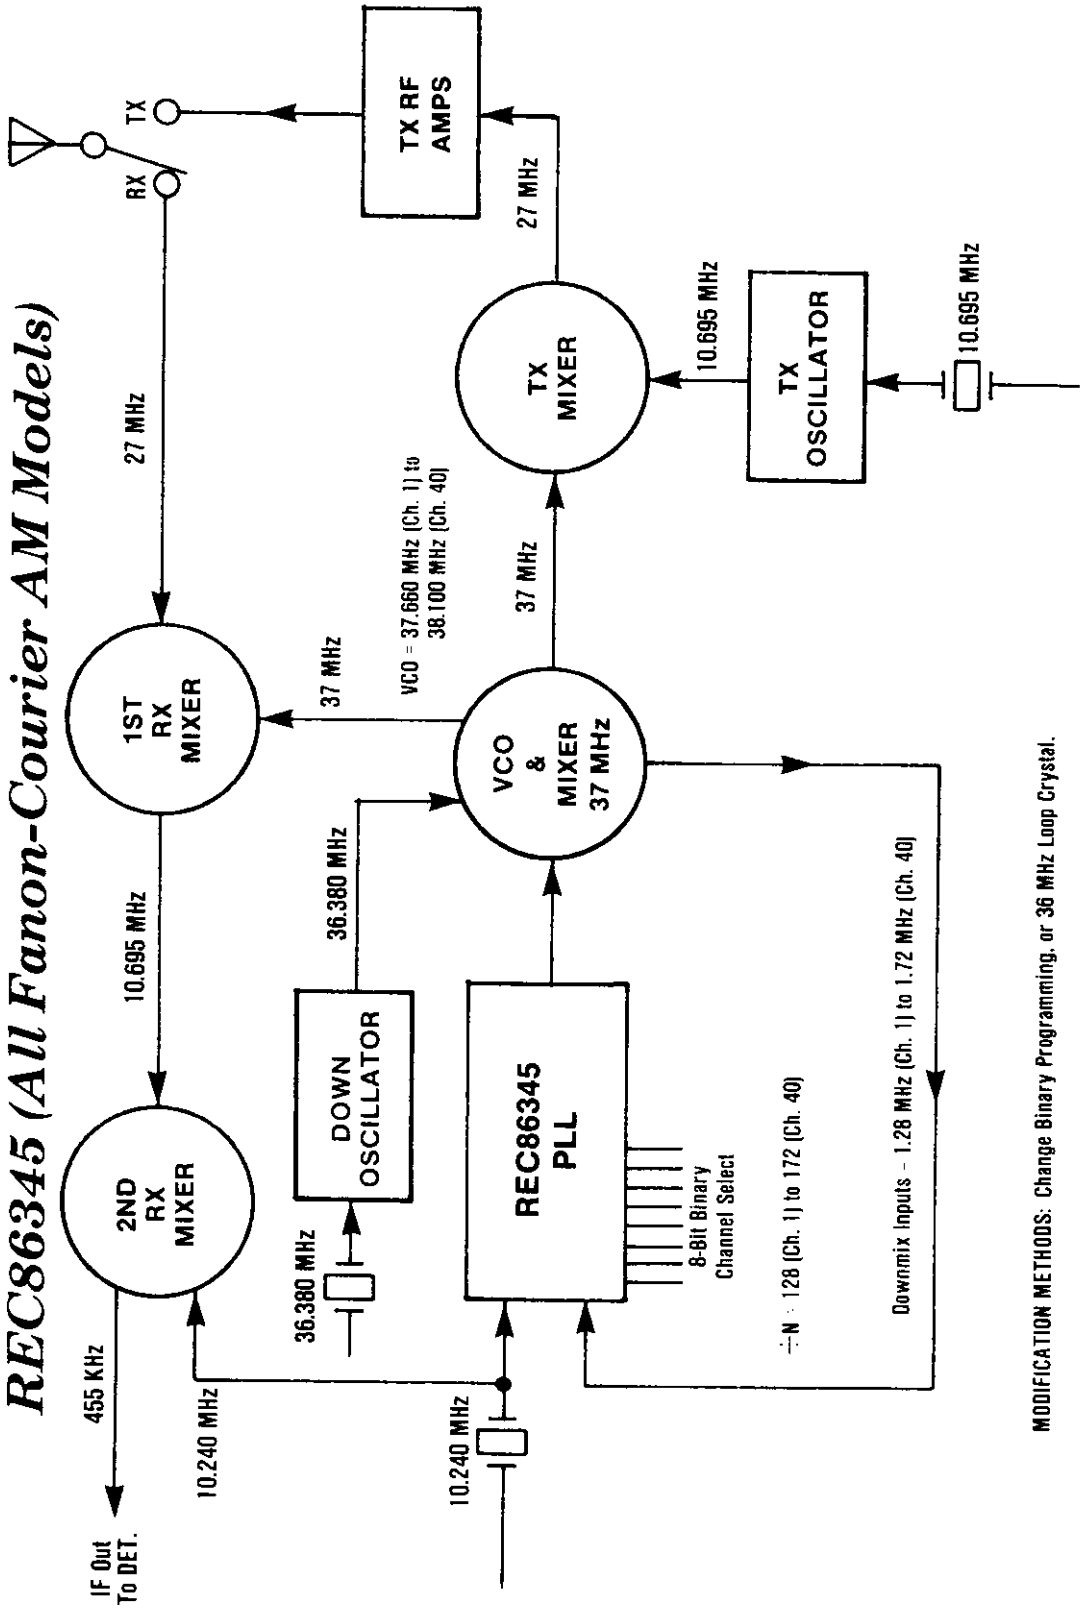 REC86345 (All Fanon-Courier AM Models)
IF Out
To DET.
455 KHz
2ND
RX
MIXER
10.695 MHz
1ST
RX
MIXER
27 MHz
RX
TX
10.240 MHz
36.380 MHz
DOWN
OSCILLATOR
36.380 MHz
37 MHz
VCO = 37.660 MHz (Ch. 1) to
38.100 MHz (Ch. 40)
TX RF
AMPS
10.240 MHz
REC86345
PLL
8-Bit Binary
Channel Select
VCO
&
MIXER
37 MHz
37 MHz
TX
MIXER
27 MHz
÷N = 128 (Ch. 1) to 172 (Ch. 40)
10.695 MHz
TX
OSCILLATOR
10.695 MHz
Downmix Inputs - 1.28 MHz (Ch. 1) to 1.72 MHz (Ch. 40)
MODIFICATION METHODS: Change Binary Programming, or 36 MHz Loop Crystal.